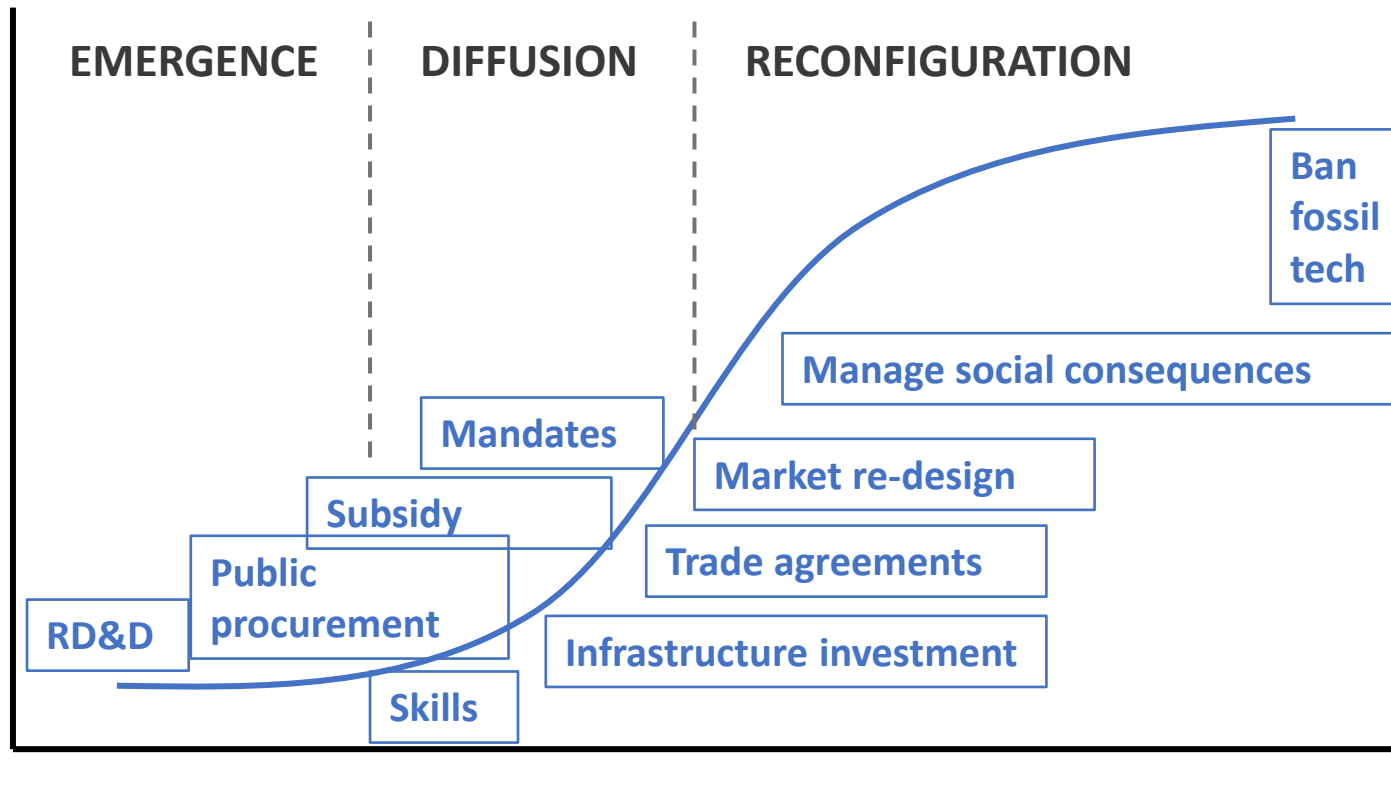 EMERGENCE
DIFFUSION
RECONFIGURATION
Ban
fossil
tech
Manage social consequences
Mandates
Market re-design
Subsidy
Trade agreements
Public
procurement
RD&D
Infrastructure investment
Skills